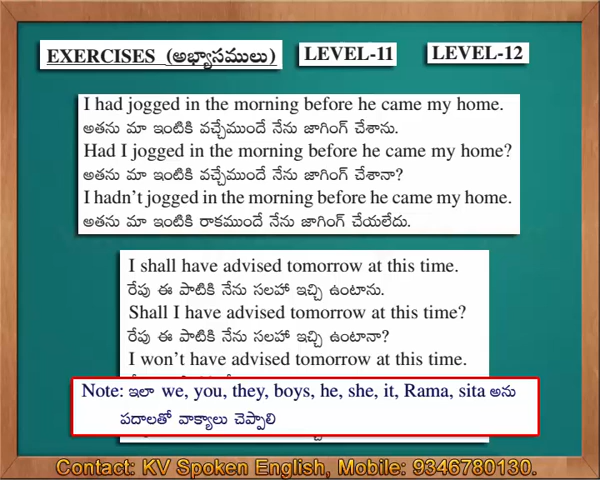 EXERCISES (అభ్యాసములు) LEVEL-11 LEVEL-12
I had jogged in the morning before he came my home.
అతను మా ఇంటికి వచ్చేముందే నేను జాగింగ్ చేశాను.
Had I jogged in the morning before he came my home?
అతను మా ఇంటికి వచ్చేముందే నేను జాగింగ్ చేశానా?
I hadn't jogged in the morning before he came my home.
అతను మా ఇంటికి రాకముందే నేను జాగింగ్ చేయలేదు.
I shall have advised tomorrow at this time.
రేపు ఈ పాటికి నేను సలహా ఇచ్చి ఉంటాను.
Shall I have advised tomorrow at this time?
రేపు ఈ పాటికి నేను సలహా ఇచ్చి ఉంటానా?
I won't have advised tomorrow at this time.
Note: ఇలా we, you, they, boys, he, she, it, Rama, sita అను
పదాలతో వాక్యాలు చెప్పాలి
Contact: KV Spoken English, Mobile: 9346780130.